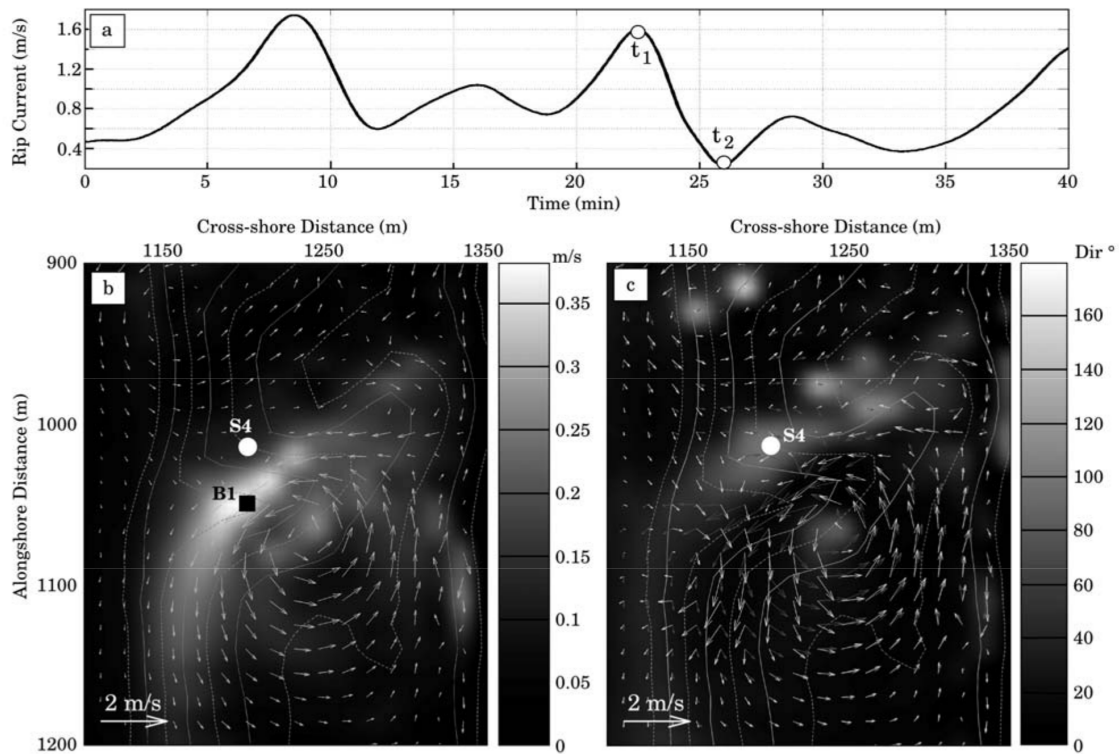 a
Rip Current (m/s)
1.6
1.2
0.8
0.4
t1
t2
0 5 10 15 20 25 30 35 40
Time (min)
Cross-shore Distance (m) Cross-shore Distance (m)
1150 1250 1350 m/s 1150 1250 1350 Dir °
Alongshore Distance (m)
900
1000
1100
1200
b
S4
B1
2 m/s
0.35
0.3
0.25
0.2
0.15
0.1
0.05
0
c
S4
2 m/s
160
140
120
100
80
60
40
20
0